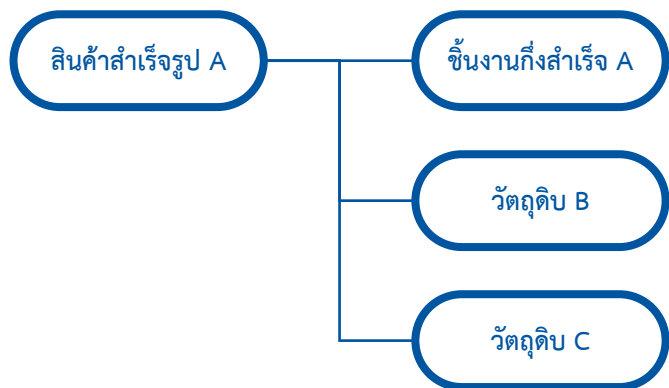 สินค้าสำเร็จรูป A
ชิ้นงานกึ่งสำเร็จ A
วัตถุดิบ B
วัตถุดิบ C